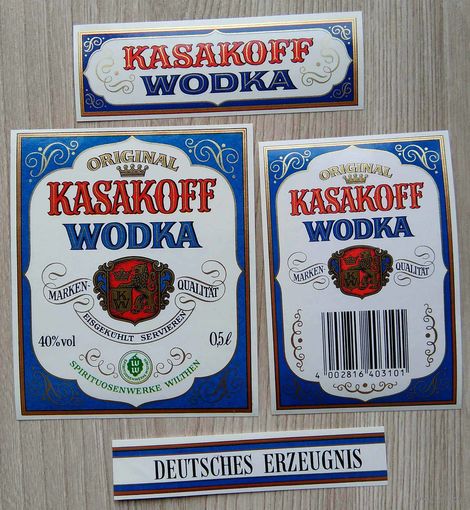 KASAKOFF
WODKA
ORIGINAL
KASAKOFF
WODKA
MARKEN- QUALITÄT
EISGEKÜHLT SERVIEREN
40% vol 0,5 ℓ
SPIRITUOSENWERKE WILTHEN
ORIGINAL
KASAKOFF
WODKA
MARKEN- QUALITÄT
4 002816 403101
DEUTSCHES ERZEUGNIS